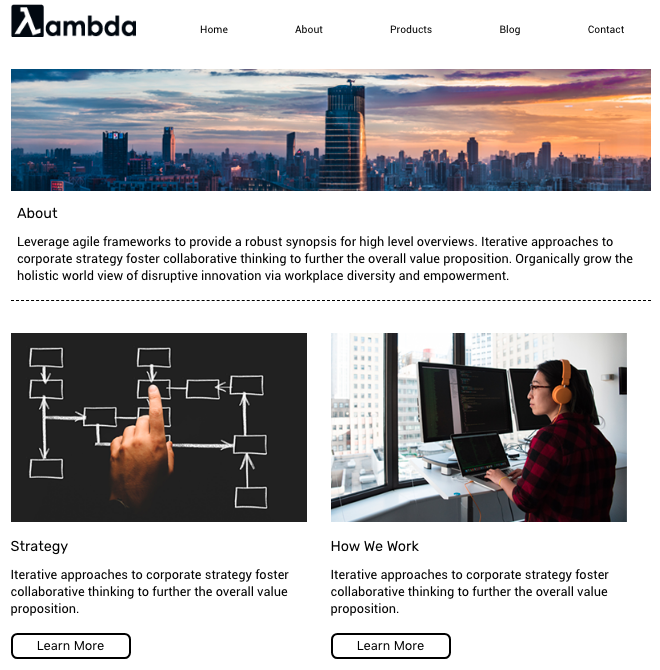 λambda
Home About Products Blog Contact
About
Leverage agile frameworks to provide a robust synopsis for high level overviews. Iterative approaches to
corporate strategy foster collaborative thinking to further the overall value proposition. Organically grow the
holistic world view of disruptive innovation via workplace diversity and empowerment.
Strategy
Iterative approaches to corporate strategy foster
collaborative thinking to further the overall value
proposition.
Learn More
How We Work
Iterative approaches to corporate strategy foster
collaborative thinking to further the overall value
proposition.
Learn More